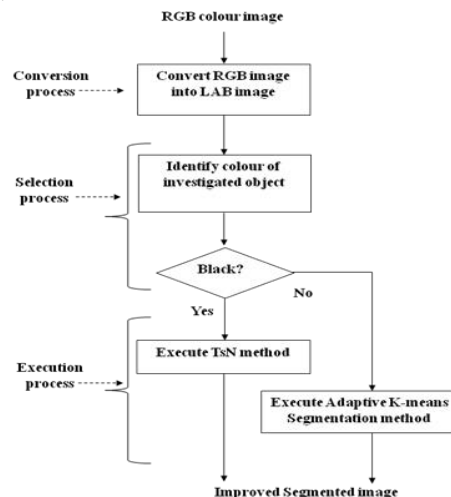 RGB colour image
Conversion
process
Convert RGB image
into LAB image
Selection
process
Identify colour of
investigated object
Black?
Yes
No
Execution
process
Execute TsN method
Execute Adaptive K-means
Segmentation method
Improved Segmented image